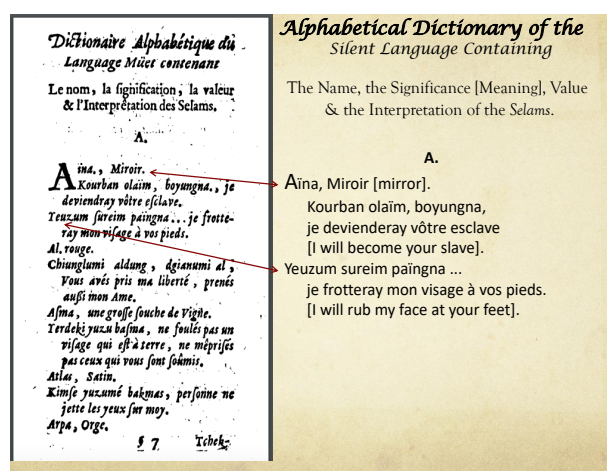 Dictionaire Alphabétique du
Language Müet contenant
Le nom, la signification, la valeur
& l'Interprétation des Selams.
A.
Aina., Miroir.
Kourban olaïm, boyungna., je
deviendray vôtre esclave.
Yeuzum sureim païngna... je frotte-
ray mon visage à vos pieds.
Al. rouge.
Chiunglumi aldung, dgianumi al,
Vous avés pris ma liberté, prenés
aussi mon Ame.
Asma, une grosse souche de Vigne.
Yerdeki yuzu basma, ne foulés pas un
visage qui est à terre, ne méprisés
pas ceux qui vous sont soûmis.
Atlas, Satin.
Kimse yuzumé bakmas, personne ne
jette les yeux sur moy.
Arpa, Orge.
§ 7 Tchek-
Alphabetical Dictionary of the
Silent Language Containing
The Name, the Significance [Meaning], Value
& the Interpretation of the Selams.
A.
Aïna, Miroir [mirror].
Kourban olaïm, boyungna,
je devienderay vôtre esclave
[I will become your slave].
Yeuzum sureim païngna ...
je frotteray mon visage à vos pieds.
[I will rub my face at your feet].